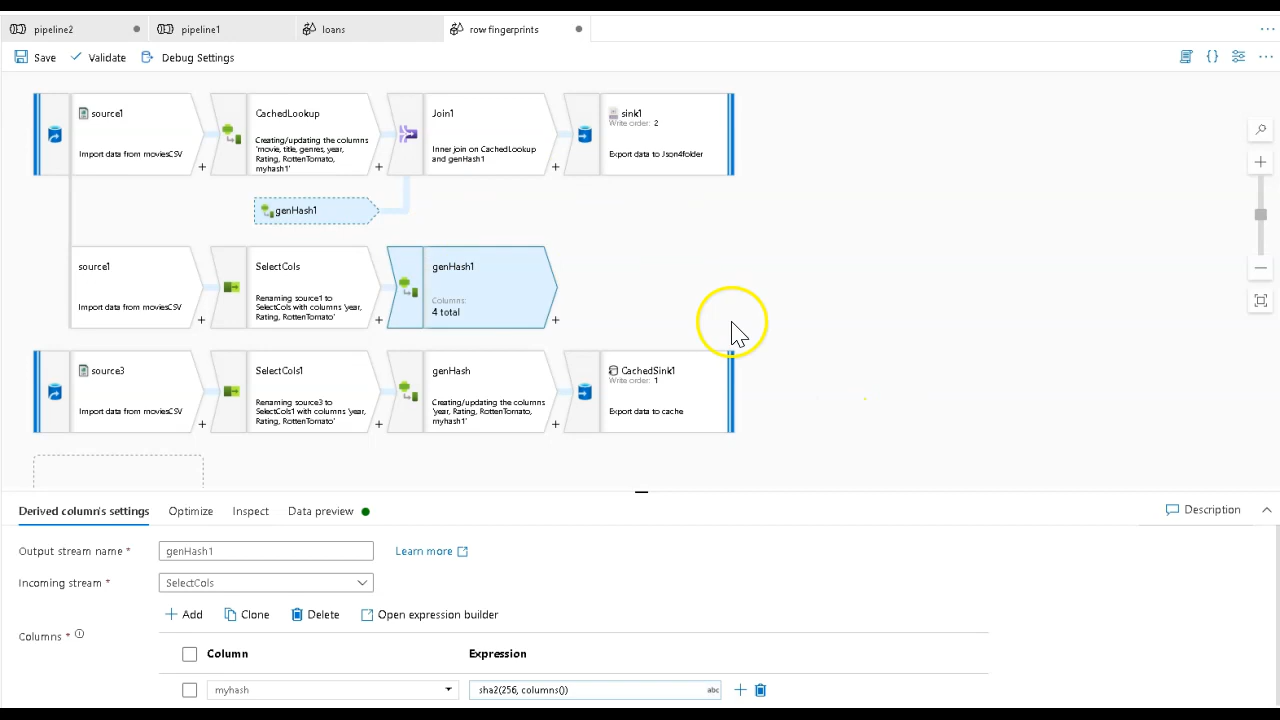 pipeline2
pipeline1
loans
row fingerprints
Save
Validate
Debug Settings
source1
Import data from moviesCSV
+
CachedLookup
Creating/updating the columns
'movie, title, genres, year,
Rating, RottenTomato,
myhash1'
+
Join1
Inner join on CachedLookup
and genHash1
+
sink1
Write order: 2
Export data to Json4folder
genHash1
source1
Import data from moviesCSV
+
SelectCols
Renaming source1 to
SelectCols with columns 'year,
Rating, RottenTomato'
+
genHash1
Columns:
4 total
+
source3
Import data from moviesCSV
+
SelectCols1
Renaming source3 to
SelectCols1 with columns 'year,
Rating, RottenTomato'
+
genHash
Creating/updating the columns
'year, Rating, RottenTomato,
myhash1'
+
CachedSink1
Write order: 1
Export data to cache
Derived column's settings
Optimize
Inspect
Data preview
Description
Output stream name *
genHash1
Learn more
Incoming stream *
SelectCols
Add
Clone
Delete
Open expression builder
Columns *
Column
Expression
myhash
sha2(256, columns())
abc